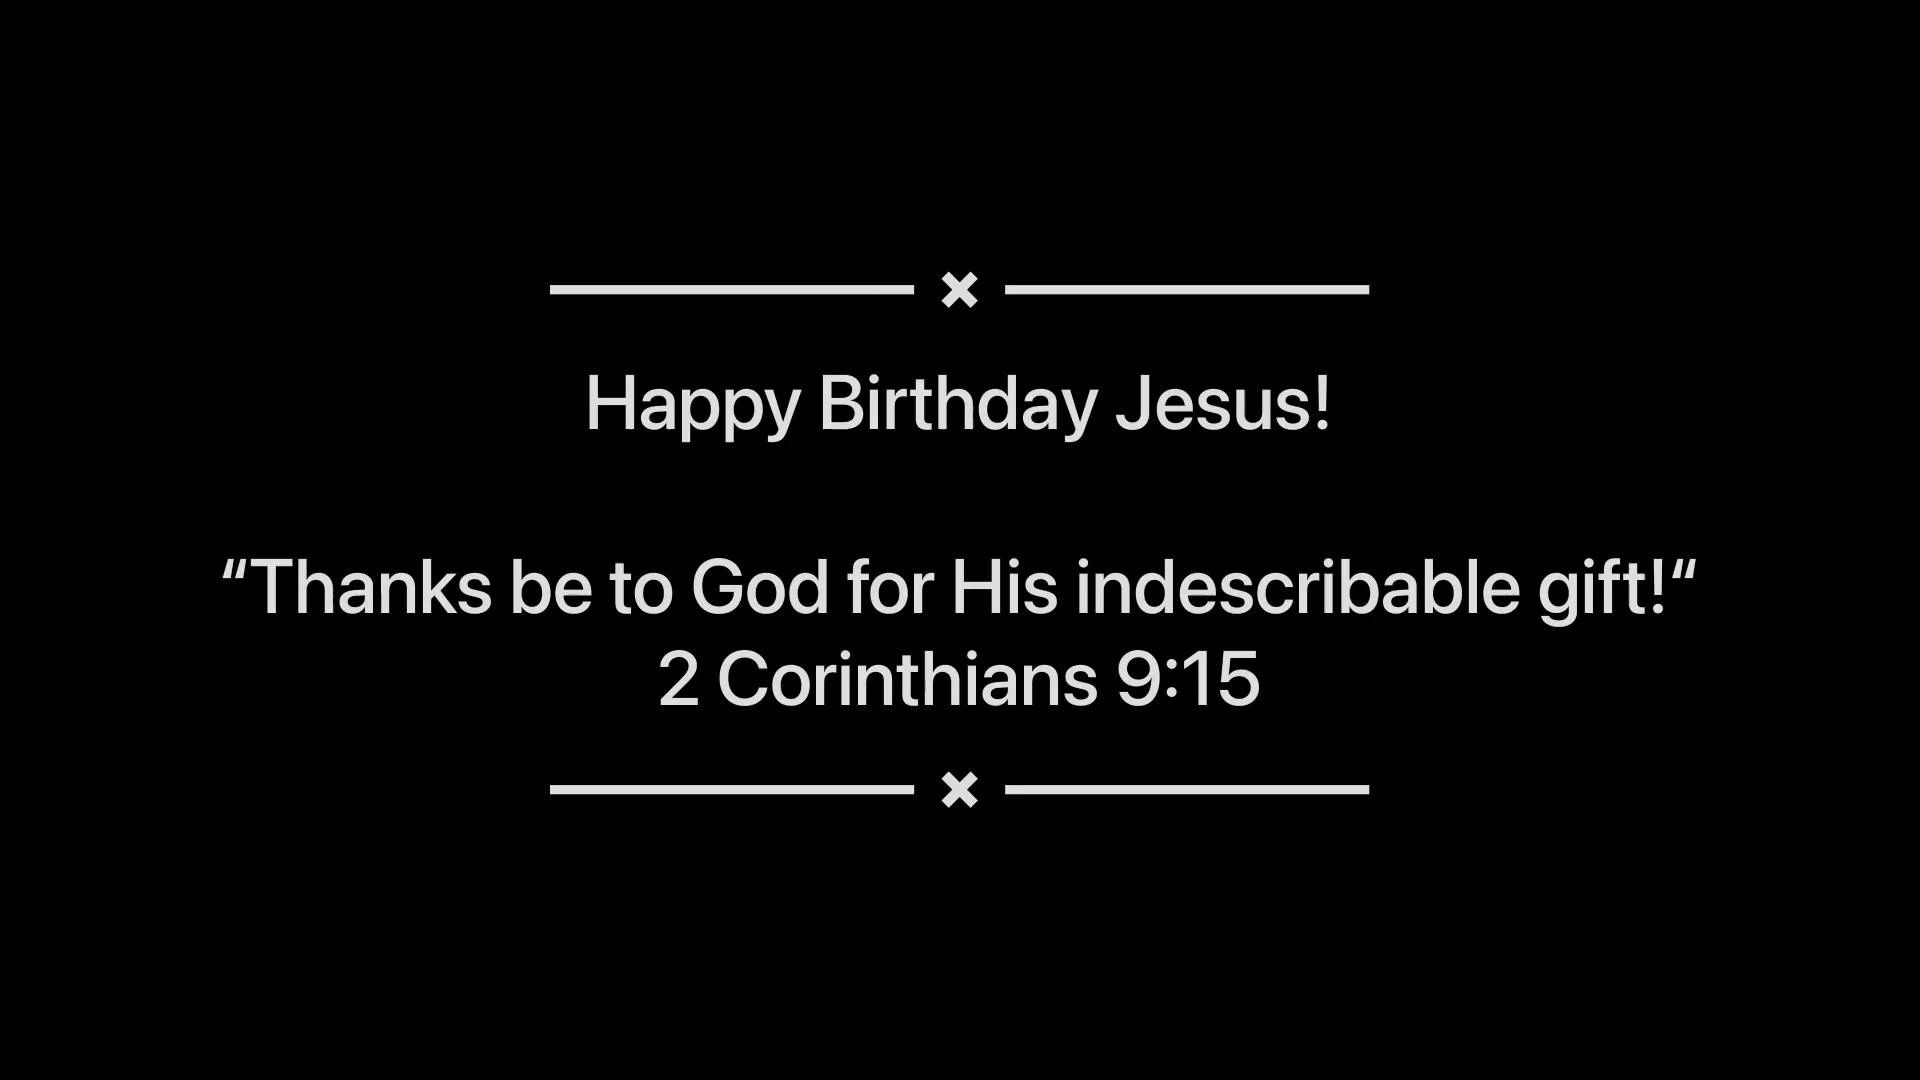 Happy Birthday Jesus!
“Thanks be to God for His indescribable gift!“
2 Corinthians 9:15